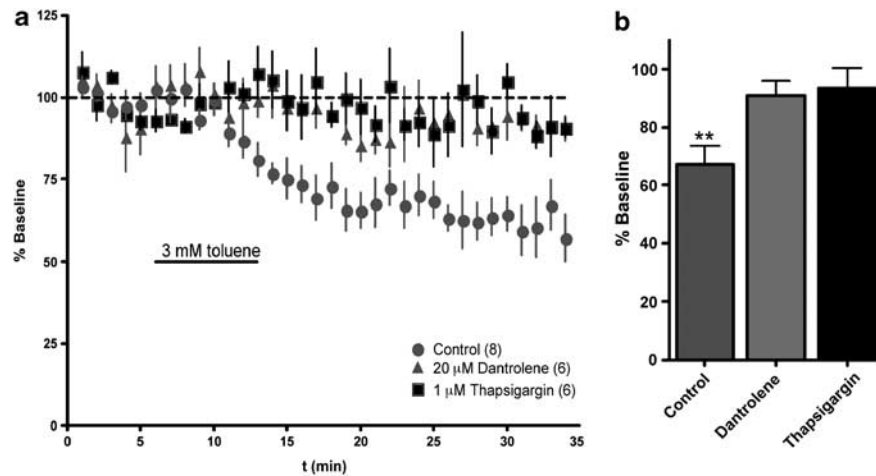 a
% Baseline
125
100
75
50
25
0
3 mM toluene
Control (8)
20 μM Dantrolene (6)
1 μM Thapsigargin (6)
0
5
10
15
20
25
30
35
t (min)
b
% Baseline
100
80
60
40
20
0
**
Control
Dantrolene
Thapsigargin